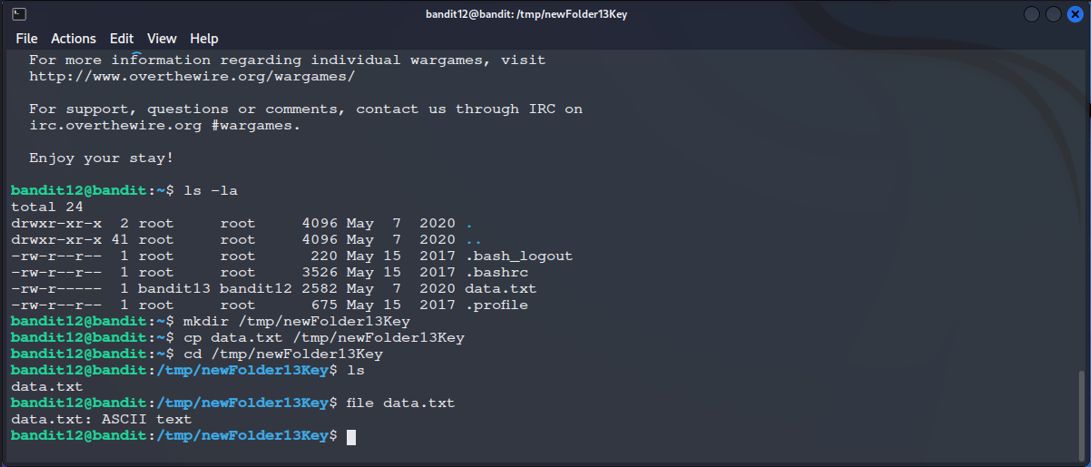 bandit12@bandit: /tmp/newFolder13Key
File Actions Edit View Help
For more information regarding individual wargames, visit
http://www.overthewire.org/wargames/
For support, questions or comments, contact us through IRC on
irc.overthewire.org #wargames.
Enjoy your stay!
bandit12@bandit:~$ ls -la
total 24
drwxr-xr-x 2 root root 4096 May 7 2020 .
drwxr-xr-x 41 root root 4096 May 7 2020 ..
-rw-r--r-- 1 root root 220 May 15 2017 .bash_logout
-rw-r--r-- 1 root root 3526 May 15 2017 .bashrc
-rw-r----- 1 bandit13 bandit12 2582 May 7 2020 data.txt
-rw-r--r-- 1 root root 675 May 15 2017 .profile
bandit12@bandit:~$ mkdir /tmp/newFolder13Key
bandit12@bandit:~$ cp data.txt /tmp/newFolder13Key
bandit12@bandit:~$ cd /tmp/newFolder13Key
bandit12@bandit:/tmp/newFolder13Key$ ls
data.txt
bandit12@bandit:/tmp/newFolder13Key$ file data.txt
data.txt: ASCII text
bandit12@bandit:/tmp/newFolder13Key$